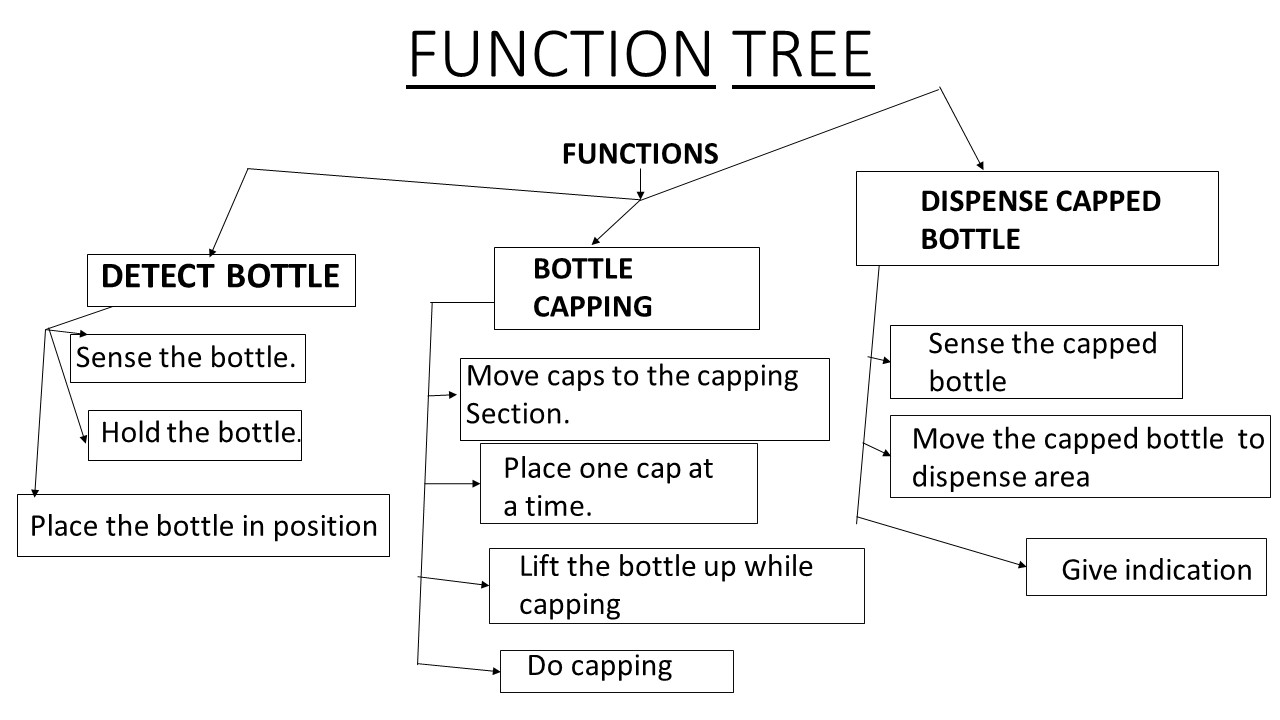 FUNCTION TREE
FUNCTIONS
DETECT BOTTLE
Sense the bottle.
Hold the bottle.
Place the bottle in position
BOTTLE
CAPPING
Move caps to the capping
Section.
Place one cap at
a time.
Lift the bottle up while
capping
Do capping
DISPENSE CAPPED
BOTTLE
Sense the capped
bottle
Move the capped bottle to
dispense area
Give indication